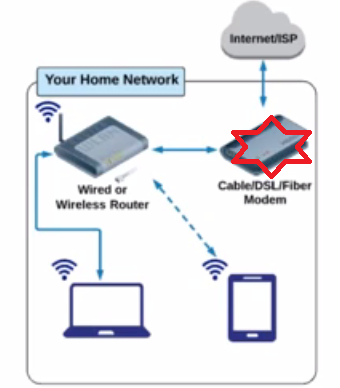 Internet/ISP
Your Home Network
Wired or
Wireless Router
Cable/DSL/Fiber
Modem